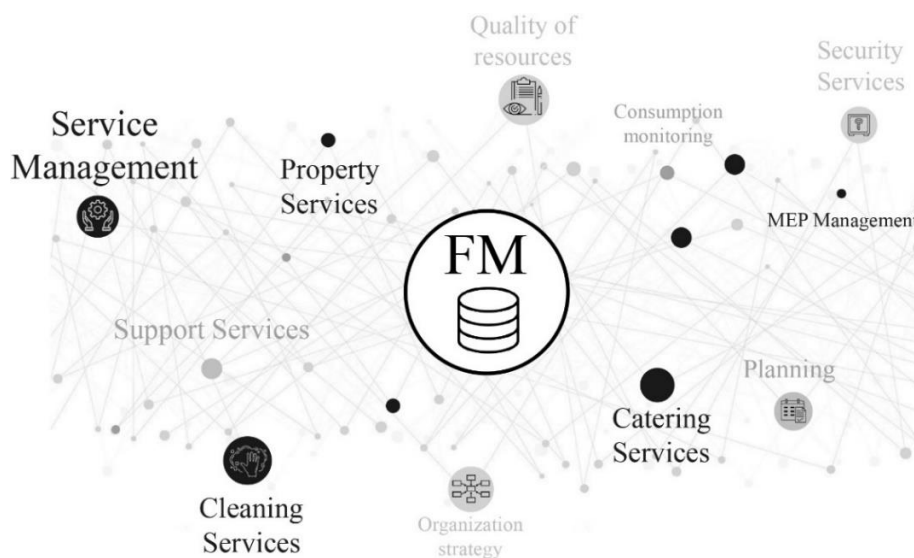 Quality of
resources
Security
Services
Service
Management
Consumption
monitoring
Property
Services
MEP Management
FM
Support Services
Planning
Catering
Services
Cleaning
Services
Organization
strategy